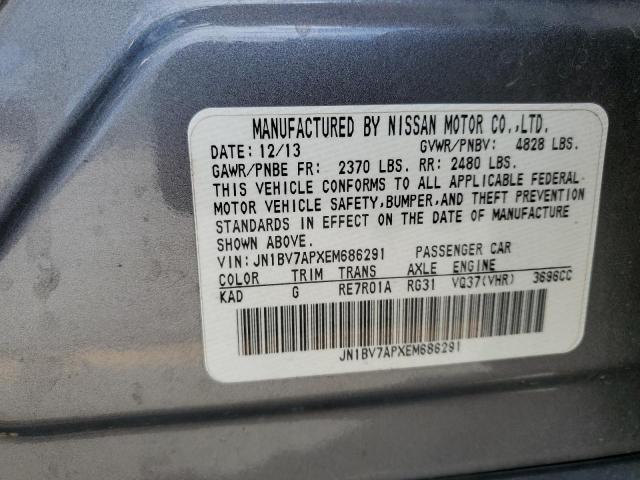 MANUFACTURED BY NISSAN MOTOR CO.,LTD.
DATE: 12/13 GVWR/PNBV: 4828 LBS.
GAWR/PNBE FR: 2370 LBS. RR: 2480 LBS.
THIS VEHICLE CONFORMS TO ALL APPLICABLE FEDERAL
MOTOR VEHICLE SAFETY, BUMPER, AND THEFT PREVENTION
STANDARDS IN EFFECT ON THE DATE OF MANUFACTURE
SHOWN ABOVE.
VIN: JN1BV7APXEM686291 PASSENGER CAR
COLOR TRIM TRANS AXLE ENGINE
KAD G RE7R01A RG31 VQ37(VHR) 3696CC
JN1BV7APXEM686291